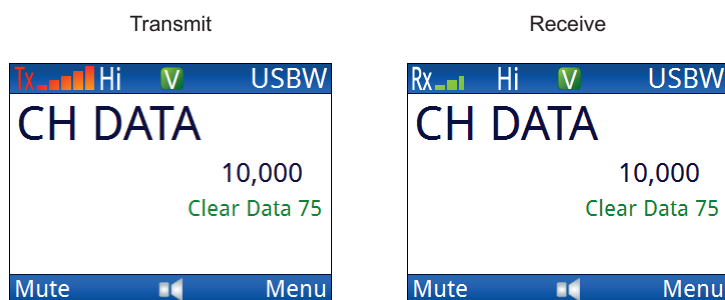 Transmit
Tx Hi V USBW
CH DATA
10,000
Clear Data 75
Mute Menu
Receive
Rx Hi V USBW
CH DATA
10,000
Clear Data 75
Mute Menu